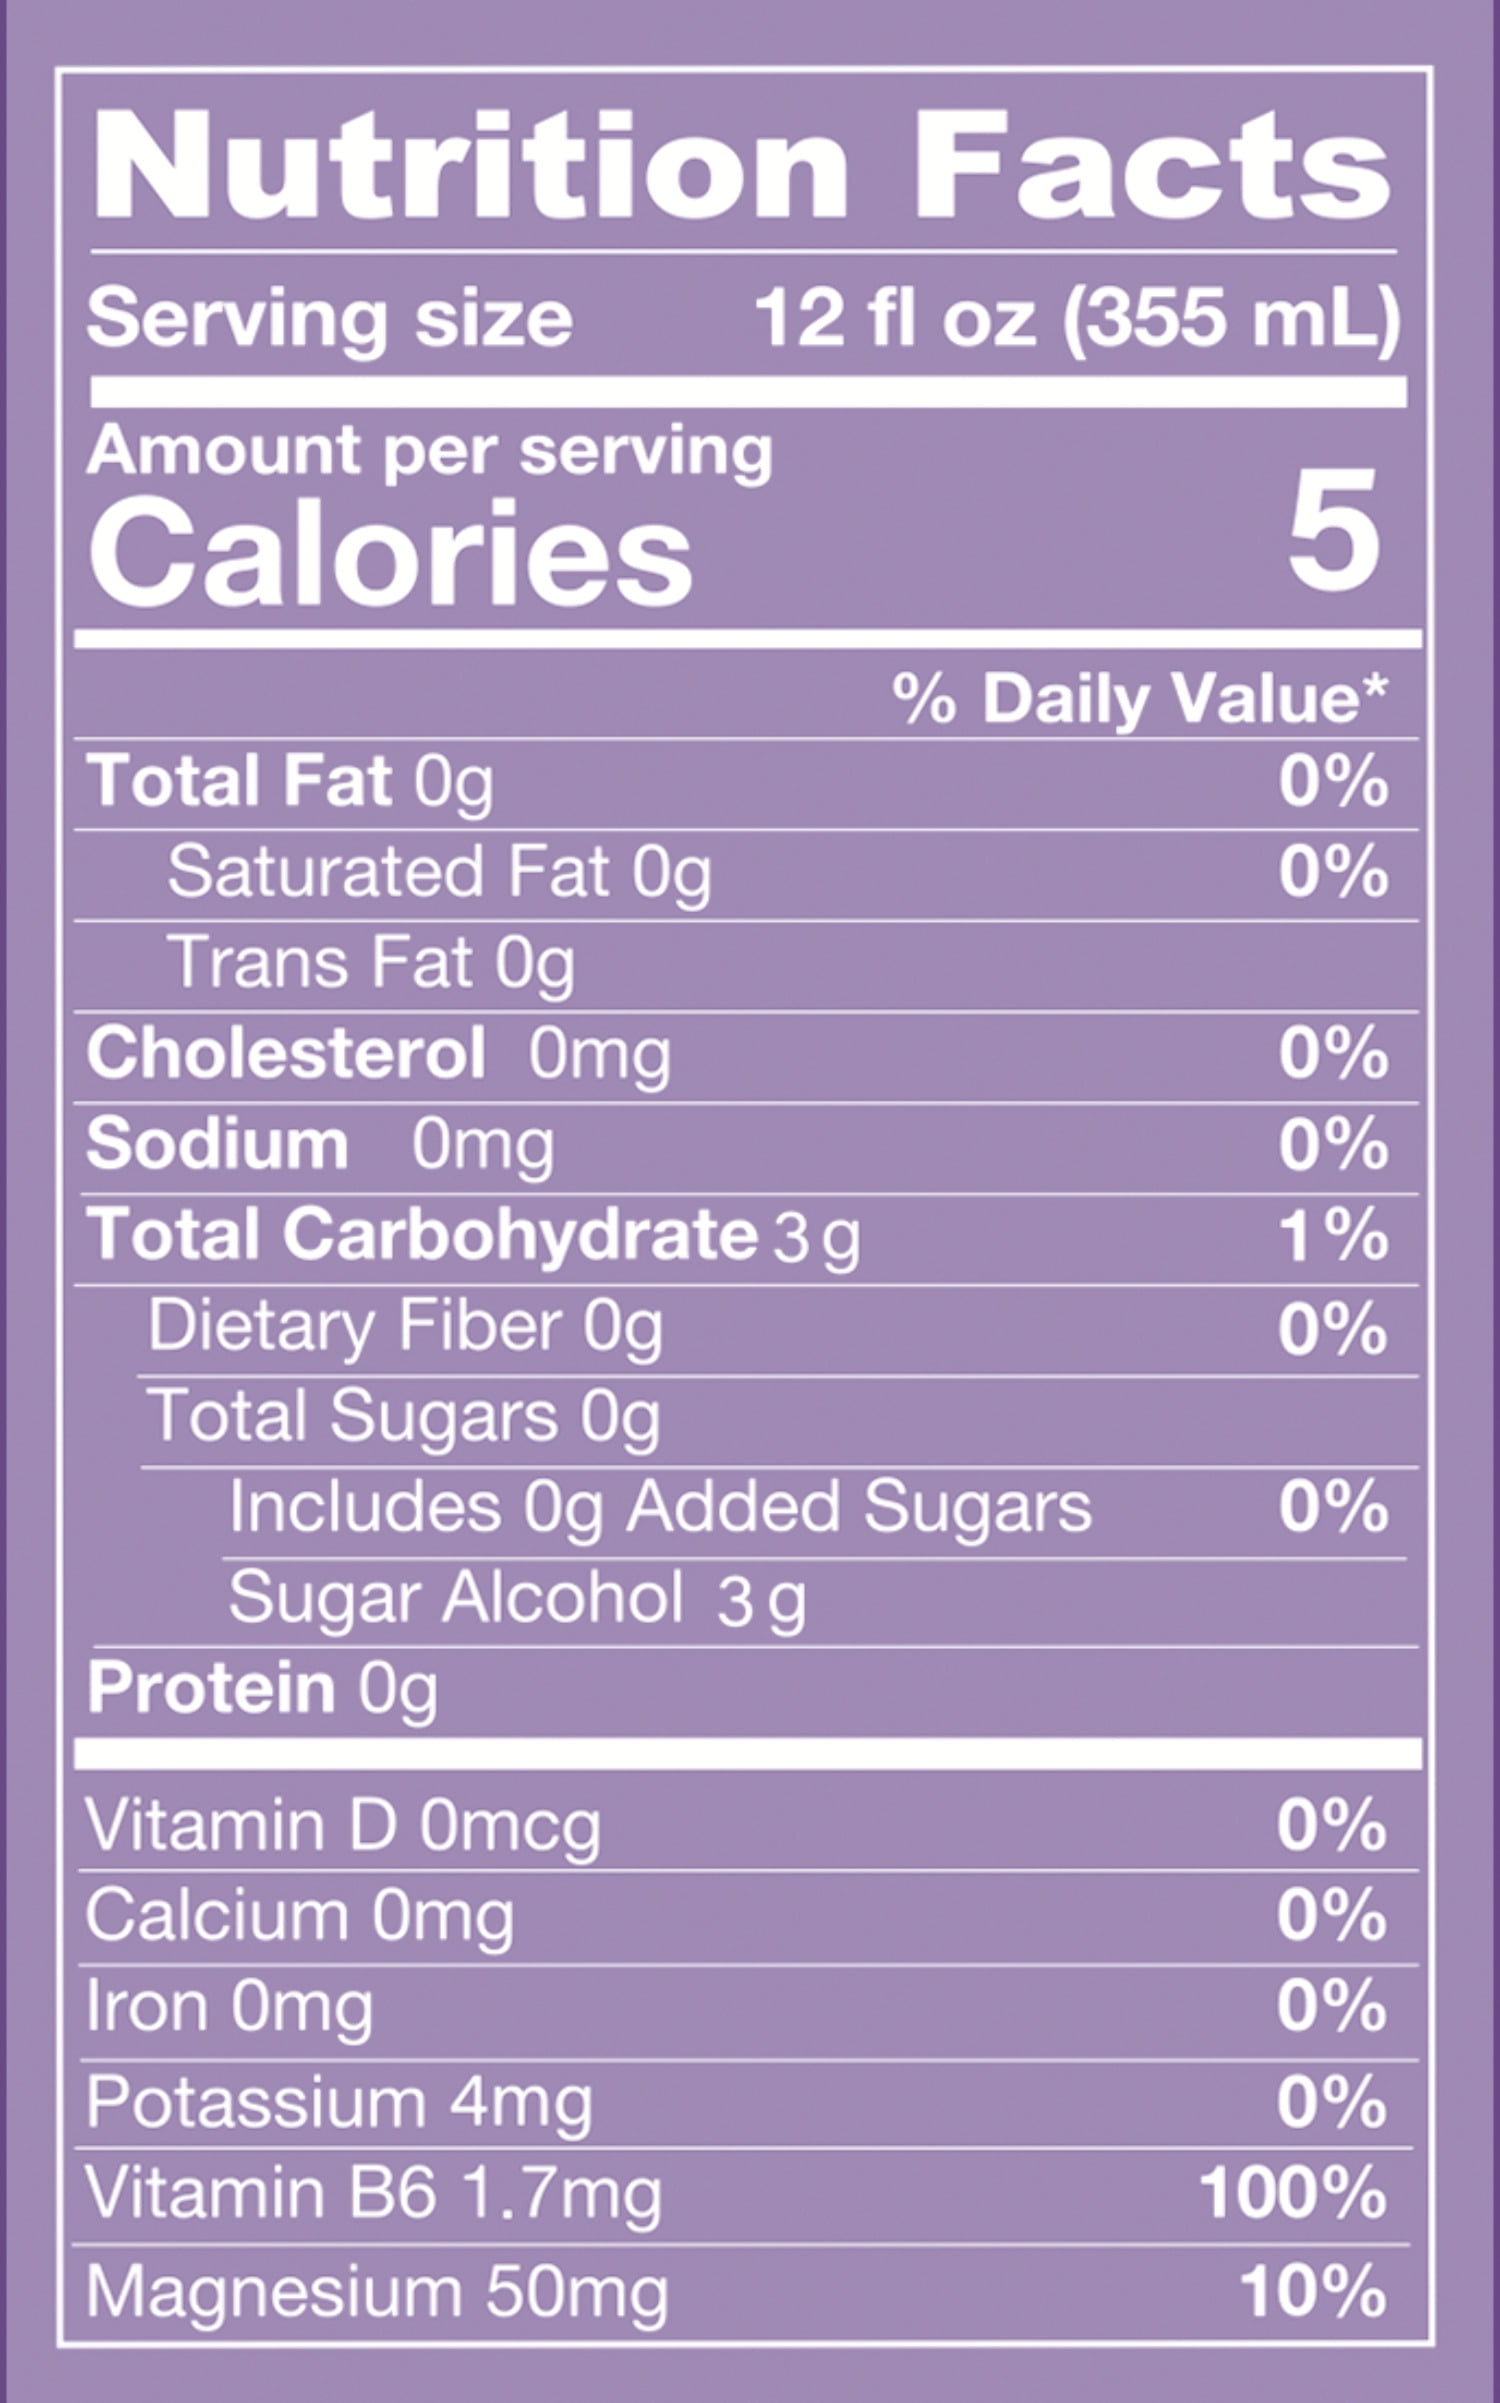 Nutrition Facts
Serving size 12 fl oz (355 mL)
Amount per serving
Calories 5
% Daily Value*
Total Fat 0g 0%
Saturated Fat 0g 0%
Trans Fat 0g
Cholesterol 0mg 0%
Sodium 0mg 0%
Total Carbohydrate 3g 1%
Dietary Fiber 0g 0%
Total Sugars 0g
Includes 0g Added Sugars 0%
Sugar Alcohol 3g
Protein 0g
Vitamin D 0mcg 0%
Calcium 0mg 0%
Iron 0mg 0%
Potassium 4mg 0%
Vitamin B6 1.7mg 100%
Magnesium 50mg 10%